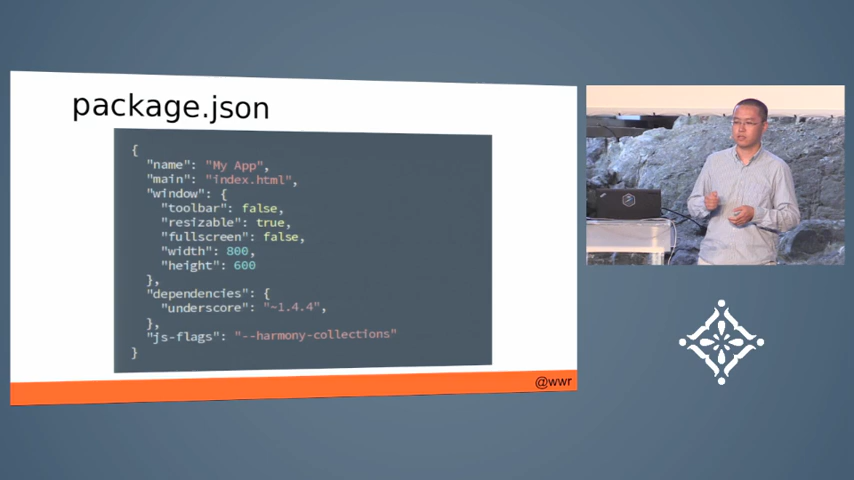 package.json
{
"name": "My App",
"main": "index.html",
"window": {
"toolbar": false,
"resizable": true,
"fullscreen": false,
"width": 800,
"height": 600
},
"dependencies": {
"underscore": "~1.4.4",
},
"js-flags": "--harmony-collections"
}
@wwr